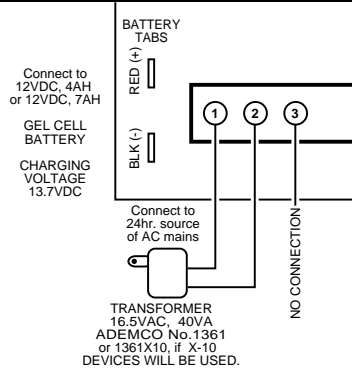 BATTERY
TABS
RED (+)
Connect to
12VDC, 4AH
or 12VDC, 7AH
GEL CELL
BATTERY
CHARGING
VOLTAGE
13.7VDC
BLK (-)
1 2 3
Connect to
24hr. source
of AC mains
NO CONNECTION
TRANSFORMER
16.5VAC, 40VA
ADEMCO No.1361
or 1361X10, if X-10
DEVICES WILL BE USED.